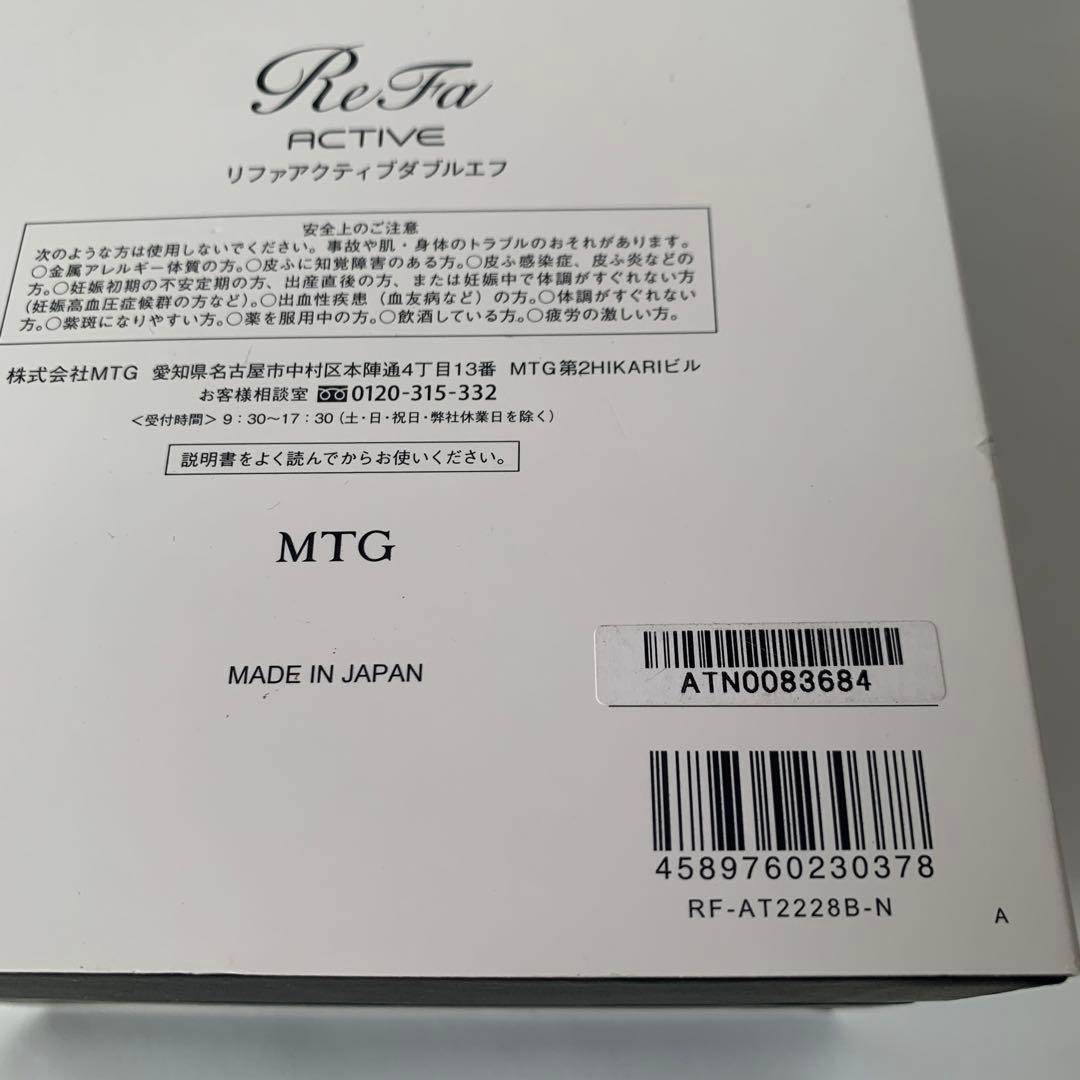 ReFa
ACTIVE
リファアクティブダブルエフ
安全上のご注意
次のような方は使用しないでください。事故や肌・身体のトラブルのおそれがあります。
○金属アレルギー体質の方。○皮ふに知覚障害のある方。○皮ふ感染症、皮ふ炎などの
方。○妊娠初期の不安定期の方、出産直後の方、または妊娠中で体調がすぐれない方
(妊娠高血圧症候群の方など)。○出血性疾患（血友病など）の方。○体調がすぐれない
方。○紫斑になりやすい方。○薬を服用中の方。○飲酒している方。○疲労の激しい方。
株式会社MTG 愛知県名古屋市中村区本陣通4丁目13番 MTG第2HIKARIビル
お客様相談室 0120-315-332
＜受付時間＞ 9：30～17：30（土・日・祝日・弊社休業日を除く）
説明書をよく読んでからお使いください。
MTG
MADE IN JAPAN
ATN0083684
4589760230378
RF-AT2228B-N
A